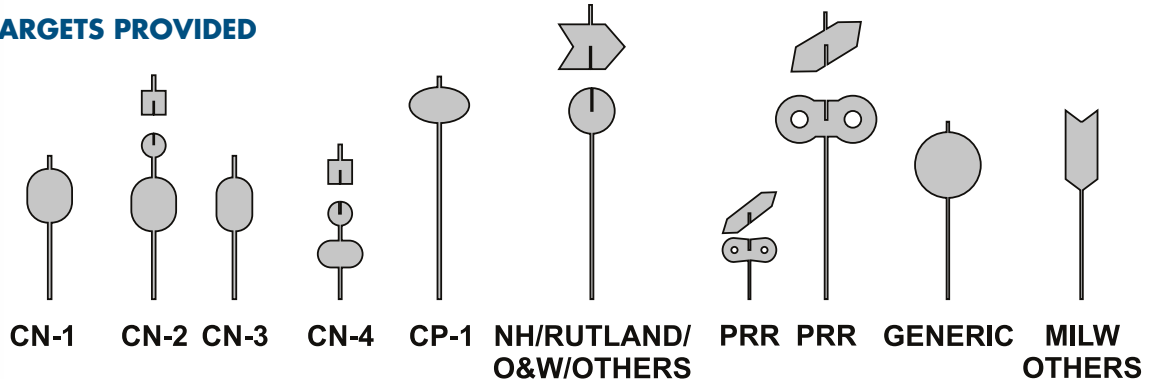 ARGETS PROVIDED
CN-1 CN-2 CN-3 CN-4 CP-1 NH/RUTLAND/ PRR PRR GENERIC MILW
O&W/OTHERS OTHERS